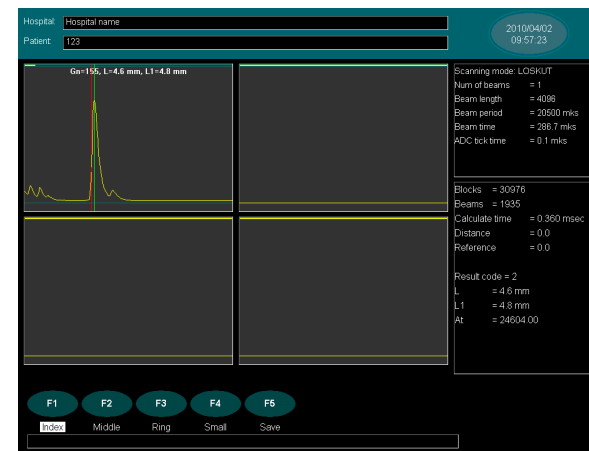 Hospital: Hospital name
Patient: 123
2010/04/02
09:57:23
Gn=155, L=4.6 mm, L1=4.8 mm
Scanning mode: LOSKUT
Num of beams = 1
Beam length = 4096
Beam period = 20500 mks
Beam time = 286.7 mks
ADC tick time = 0.1 mks
Blocks = 30976
Beams = 1935
Calculate time = 0.360 msec
Distance = 0.0
Reference = 0.0
Result code = 2
L = 4.6 mm
L1 = 4.8 mm
At = 24604.00
F1 F2 F3 F4 F5
Index Middle Ring Small Save